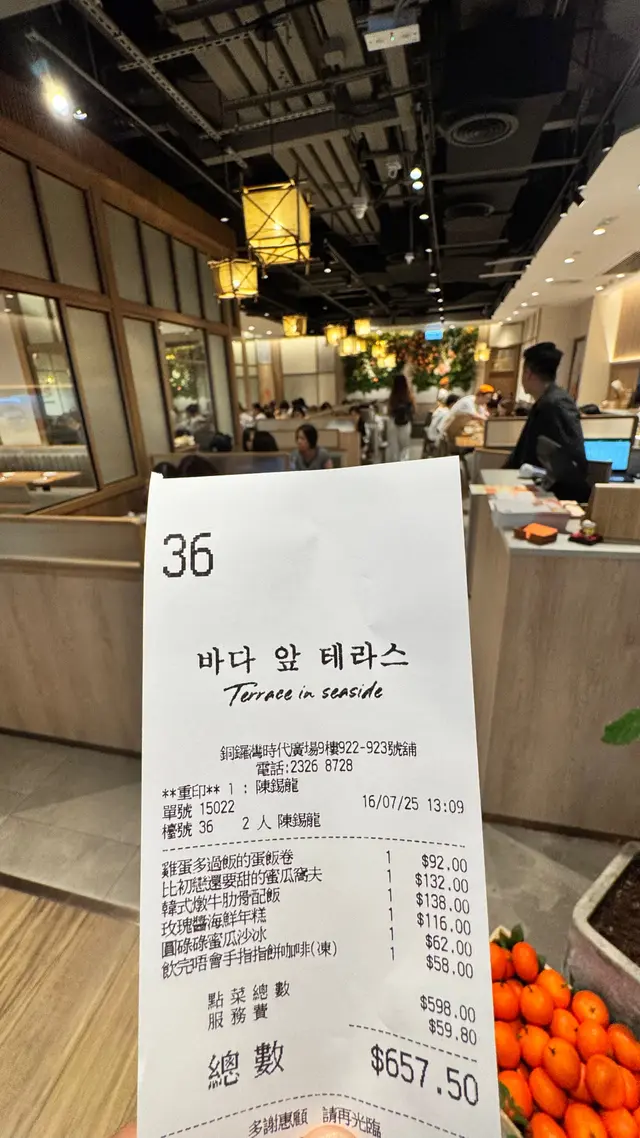 36
바다 앞 테라스
Terrace in seaside
銅鑼灣時代廣場9樓922-923號舖
電話:2326 8728
**重印** 1 : 陳錫龍
單號 15022 16/07/25 13:09
檯號 36 2 人 陳錫龍
雞蛋多過飯的蛋飯卷 1 $92.00
比初戀還要甜的蜜瓜窩夫 1 $132.00
韓式燉牛肋骨配飯 1 $138.00
玫瑰醬海鮮年糕 1 $116.00
圓碌碌蜜瓜沙冰 1 $62.00
飲完唔會手指指餅咖啡(凍) 1 $58.00
點菜總數 $598.00
服務費 $59.80
總數 $657.50
多謝惠顧 請再光臨